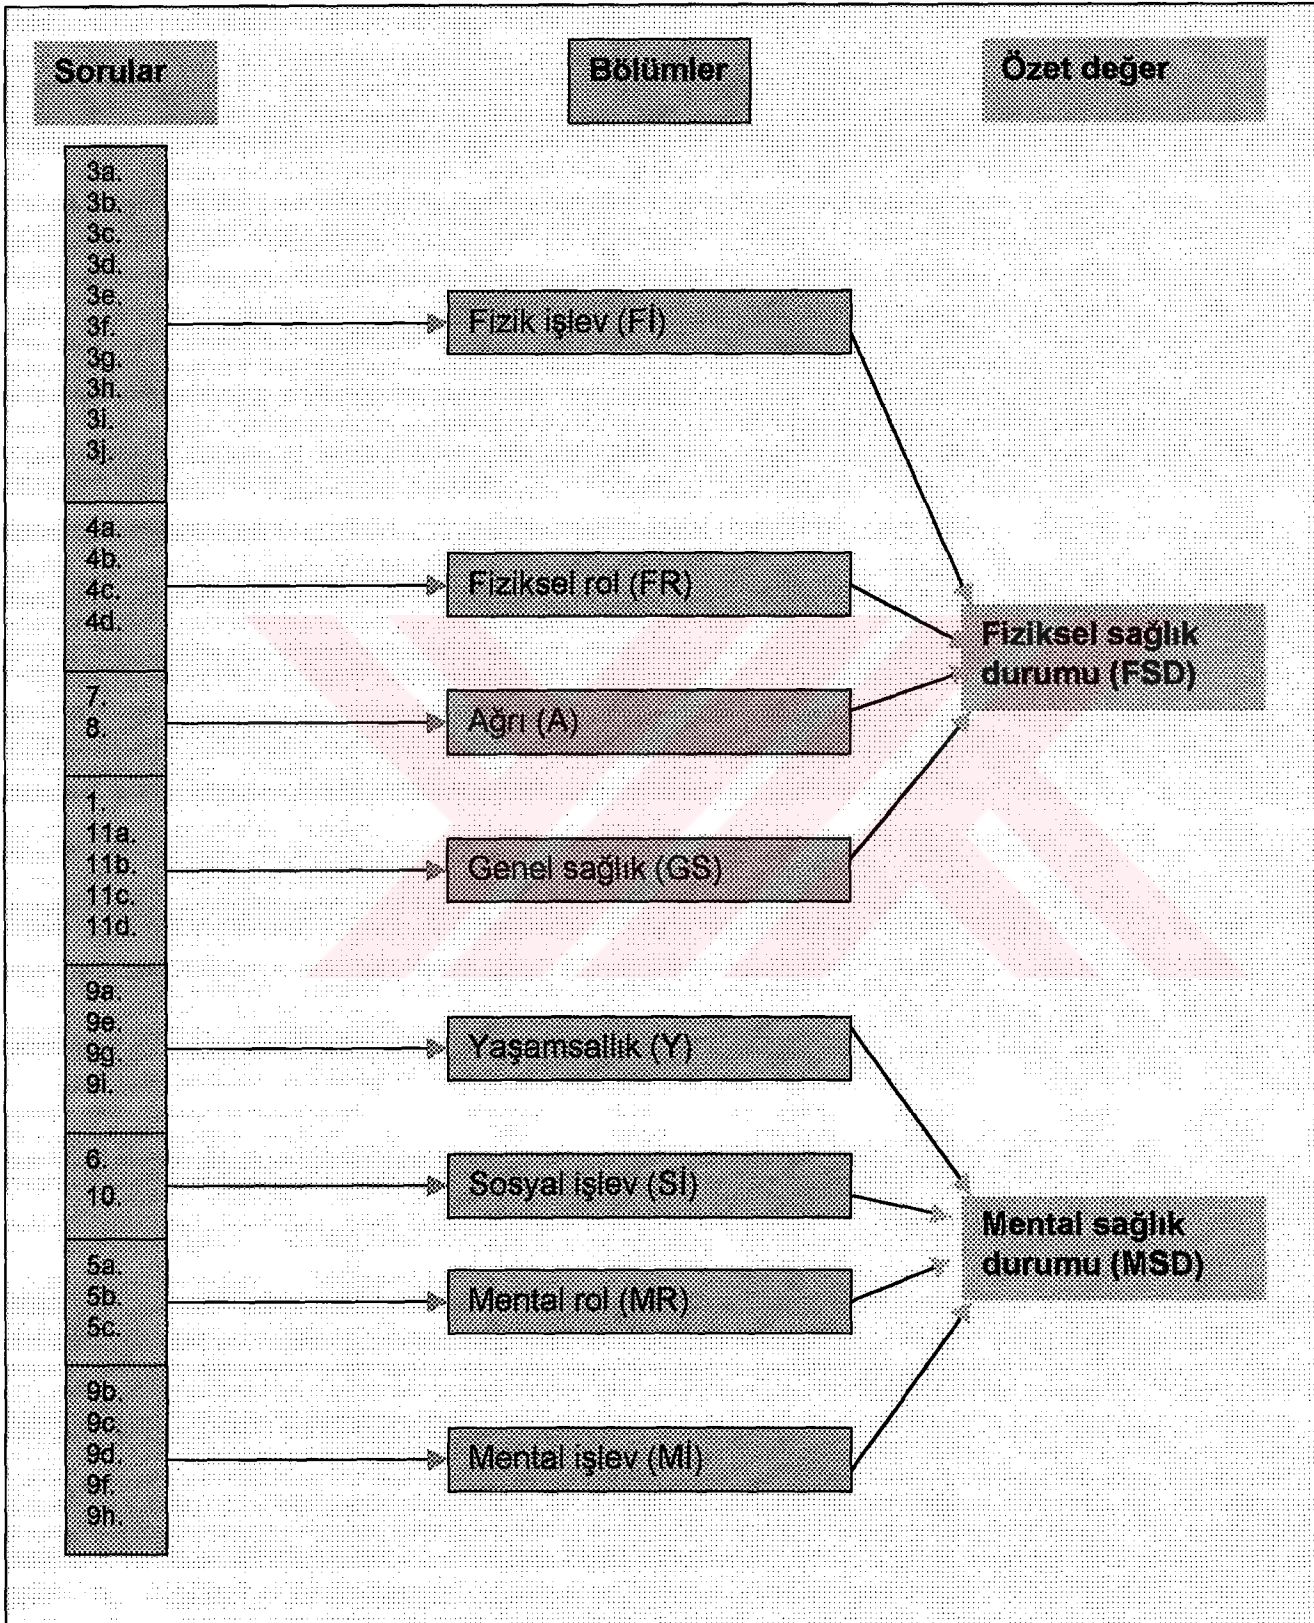 Sorular
Bölümler
Özet değer
3a.
3b.
3c.
3d.
3e.
3f.
3g.
3h.
3i.
3j.
Fizik işlev (Fİ)
4a.
4b.
4c.
4d.
Fiziksel rol (FR)
7.
8.
Ağrı (A)
1.
11a.
11b.
11c.
11d.
Genel sağlık (GS)
Fiziksel sağlık
durumu (FSD)
9a.
9e.
9g.
9i.
Yaşamsallık (Y)
6.
10.
Sosyal işlev (Sİ)
5a.
5b.
5c.
Mental rol (MR)
9b.
9c.
9d.
9f.
9h.
Mental işlev (Mİ)
Mental sağlık
durumu (MSD)